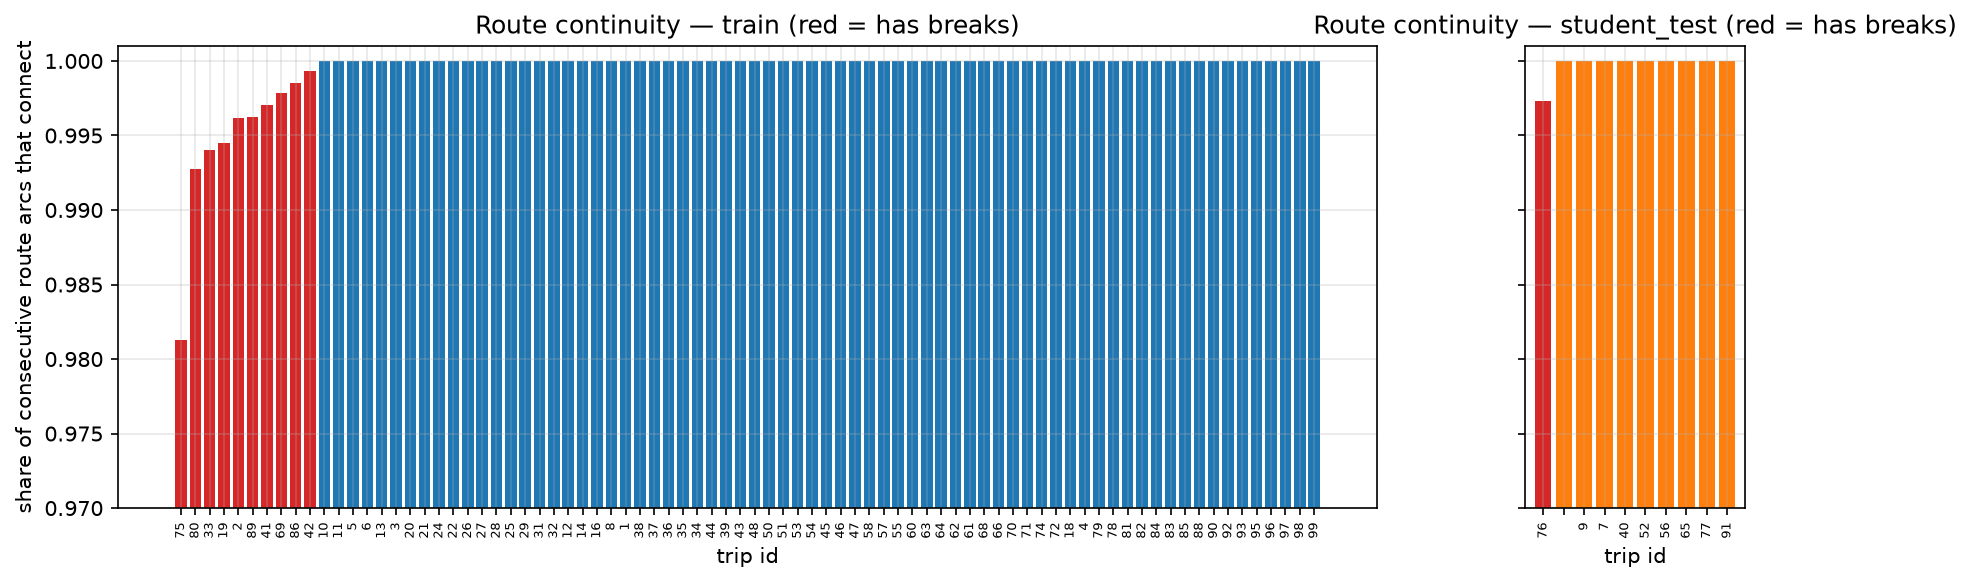 Route continuity — train (red = has breaks)
Route continuity — student_test (red = has breaks)
share of consecutive route arcs that connect
1.000
0.995
0.990
0.985
0.980
0.975
0.970
75 80 33 19 2 89 41 69 86 42 10 11 5 6 13 3 20 21 24 22 26 27 28 25 29 31 32 12 14 16 8 1 38 37 36 35 34 44 39 43 48 50 51 53 54 45 46 47 58 57 55 60 63 64 62 61 68 66 70 71 74 72 18 4 79 78 81 82 84 83 85 88 90 92 93 95 96 97 98 99
76 9 7 40 52 56 65 77 91
trip id
trip id